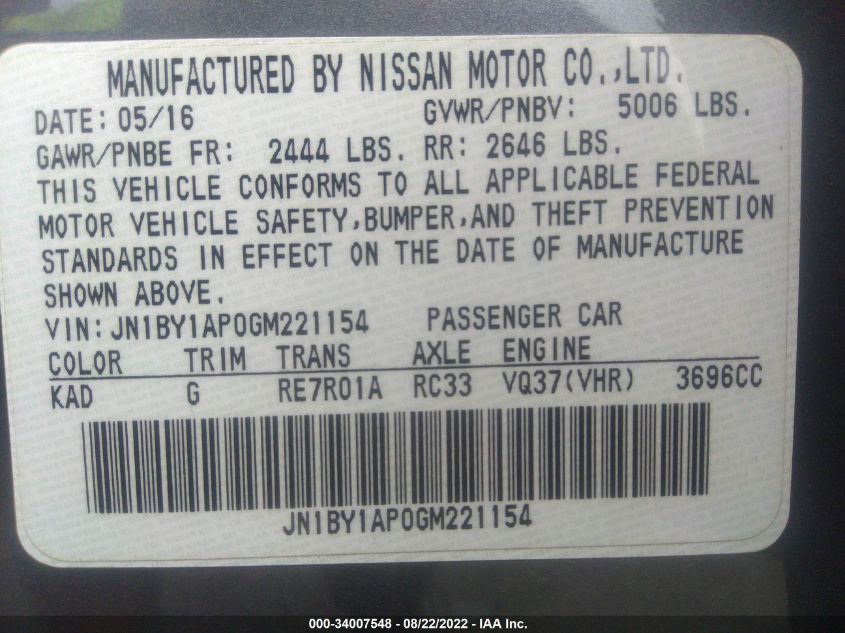 MANUFACTURED BY NISSAN MOTOR CO.,LTD.
DATE: 05/16 GVWR/PNBV: 5006 LBS.
GAWR/PNBE FR: 2444 LBS. RR: 2646 LBS.
THIS VEHICLE CONFORMS TO ALL APPLICABLE FEDERAL
MOTOR VEHICLE SAFETY,BUMPER,AND THEFT PREVENTION
STANDARDS IN EFFECT ON THE DATE OF MANUFACTURE
SHOWN ABOVE.
VIN: JN1BY1AP0GM221154 PASSENGER CAR
COLOR TRIM TRANS AXLE ENGINE
KAD G RE7R01A RC33 VQ37(VHR) 3696CC
JN1BY1AP0GM221154
000-34007548 - 08/22/2022 - IAA Inc.